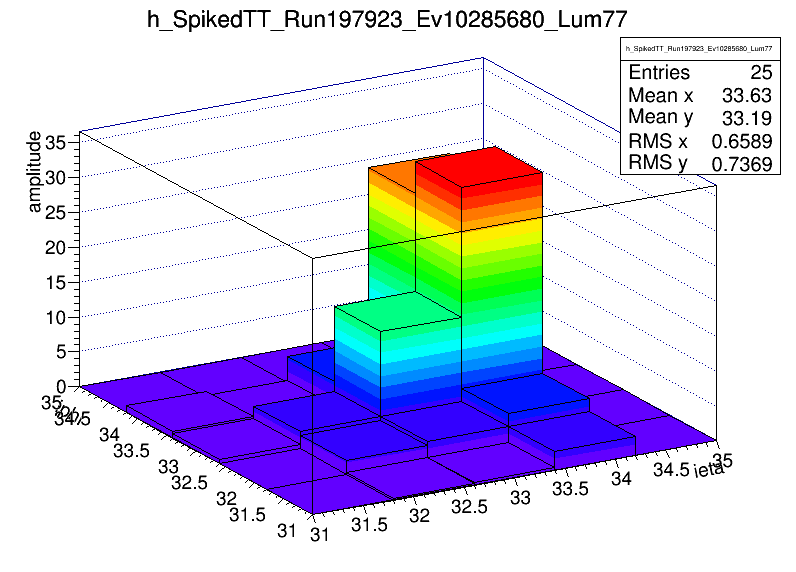 h_SpikedTT_Run197923_Ev10285680_Lum77
h_SpikedTT_Run197923_Ev10285680_Lum77
Entries 25
Mean x 33.63
Mean y 33.19
RMS x 0.6589
RMS y 0.7369
amplitude
35
30
25
20
15
10
5
0
35
34.5
34
33.5
33
32.5
32
31.5
31
31
31.5
32
32.5
33
33.5
34
34.5
35
ieta